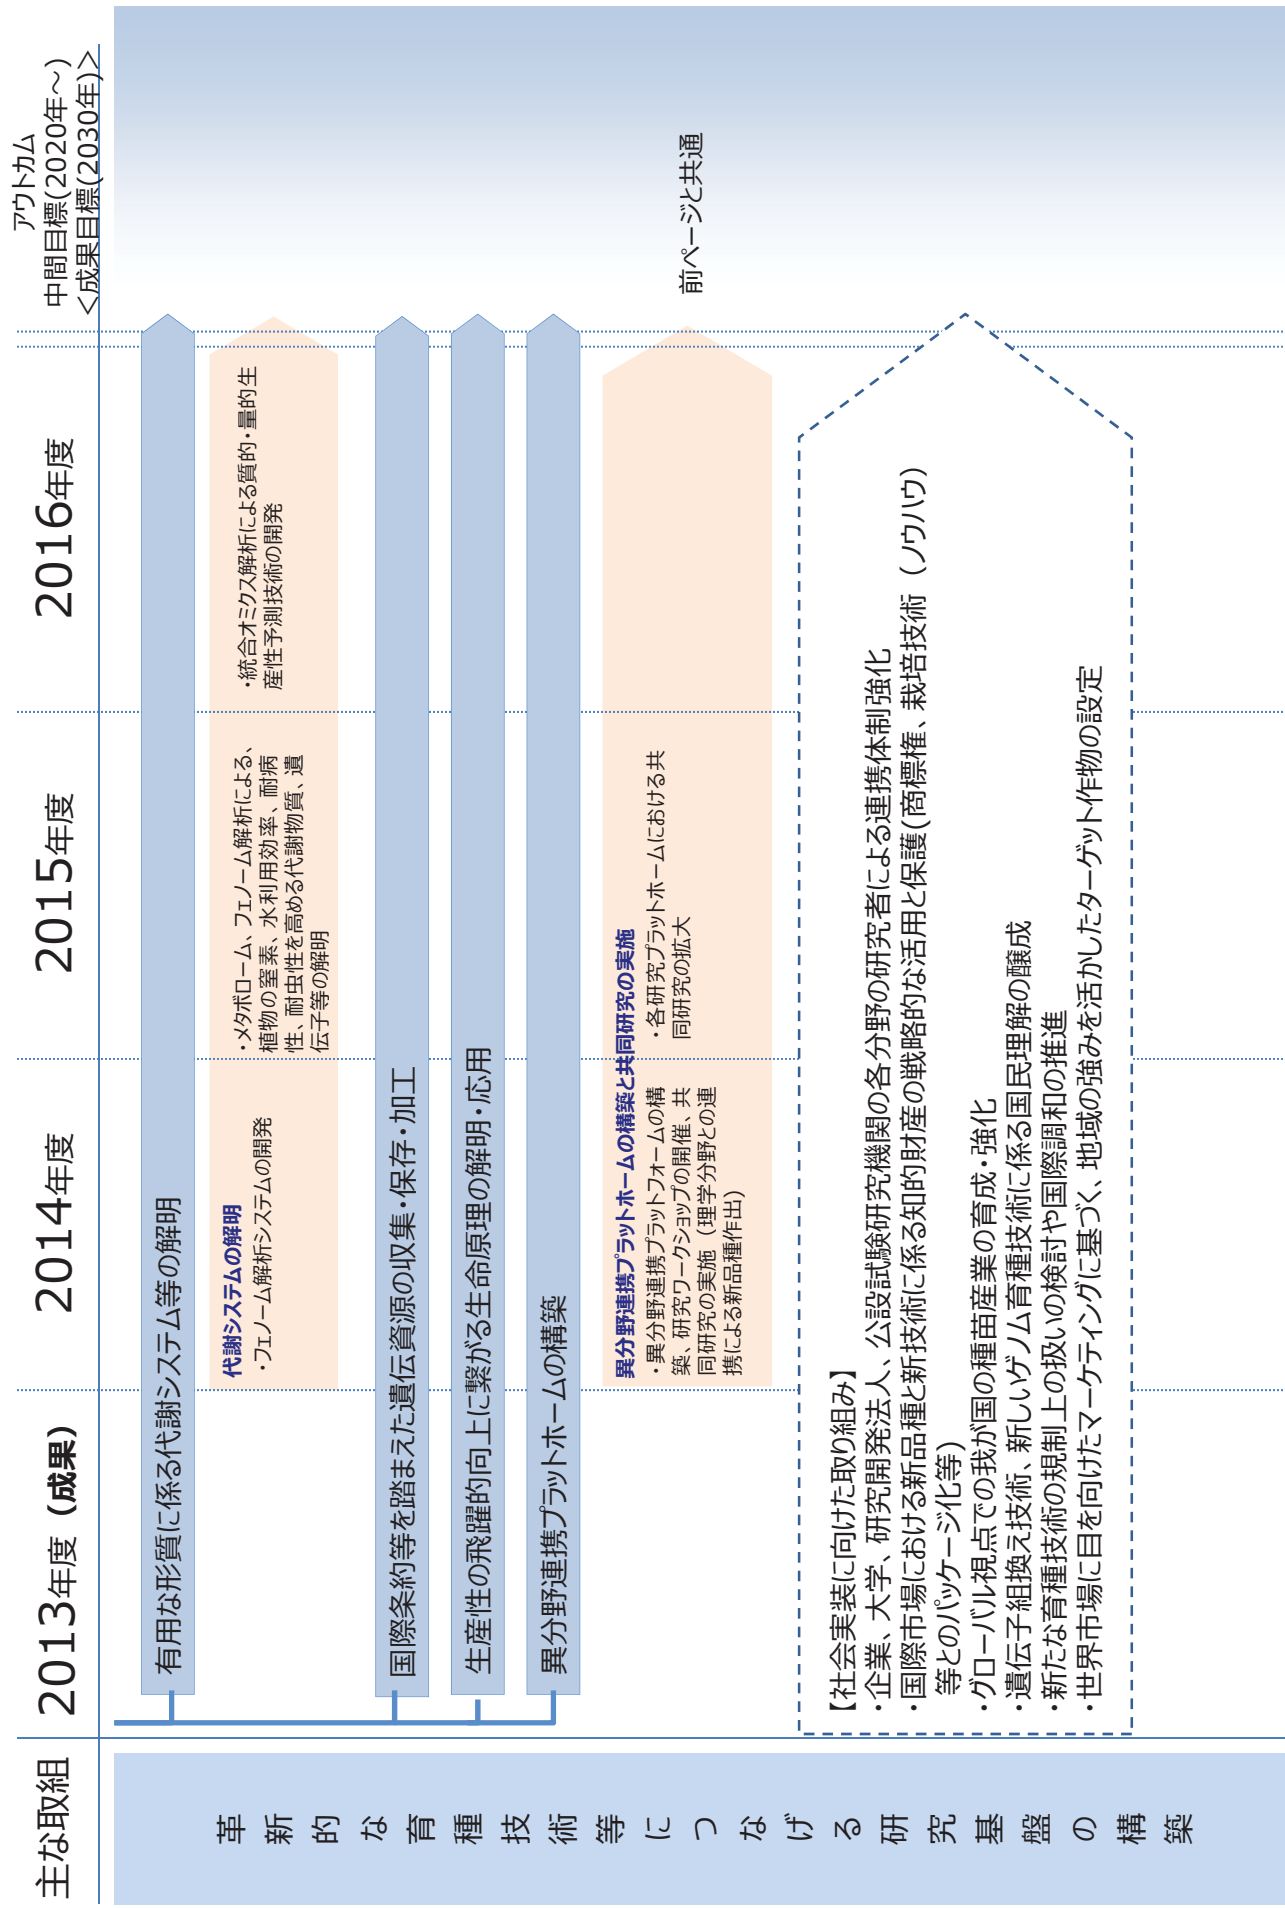 主な取組
2013年度（成果）
2014年度
2015年度
2016年度
アウトカム
中間目標(2020年～)
<成果目標(2030年)>
革新的な育種技術等につなげる研究基盤の構築
有用な形質に係る代謝システム等の解明
代謝システムの解明
・フェノーム解析システムの開発
・メタボローム、フェノーム解析による、
植物の窒素、水利用効率、耐病
性、耐虫性を高める代謝物質、遺
伝子等の解明
・統合オミクス解析による質的・量的生
産性予測技術の開発
国際条約等を踏まえた遺伝資源の収集・保存・加工
生産性の飛躍的向上に繋がる生命原理の解明・応用
異分野連携プラットホームの構築
異分野連携プラットホームの構築と共同研究の実施
・異分野連携プラットフォームの構
築、研究ワークショップの開催、共
同研究の実施（理学分野との連
携による新品種作出)
・各研究プラットホームにおける共
同研究の拡大
前ページと共通
【社会実装に向けた取り組み】
・企業、大学、研究開発法人、公設試験研究機関の各分野の研究者による連携体制強化
・国際市場における新品種と新技術に係る知的財産の戦略的な活用と保護(商標権、栽培技術（ノウハウ）
等とのパッケージ化等)
・グローバル視点での我が国の種苗産業の育成・強化
・遺伝子組換え技術、新しいゲノム育種技術に係る国民理解の醸成
・新たな育種技術の規制上の扱いの検討や国際調和の推進
・世界市場に目を向けたマーケティングに基づく、地域の強みを活かしたターゲット作物の設定